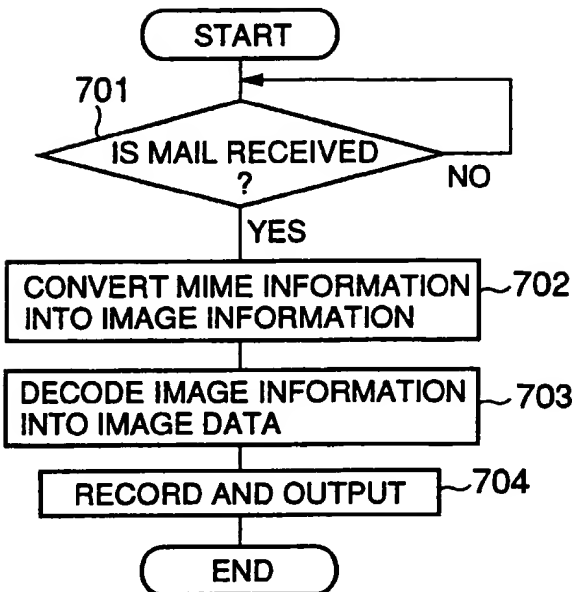 START
701
IS MAIL RECEIVED
?
NO
YES
CONVERT MIME INFORMATION
INTO IMAGE INFORMATION
702
DECODE IMAGE INFORMATION
INTO IMAGE DATA
703
RECORD AND OUTPUT
704
END